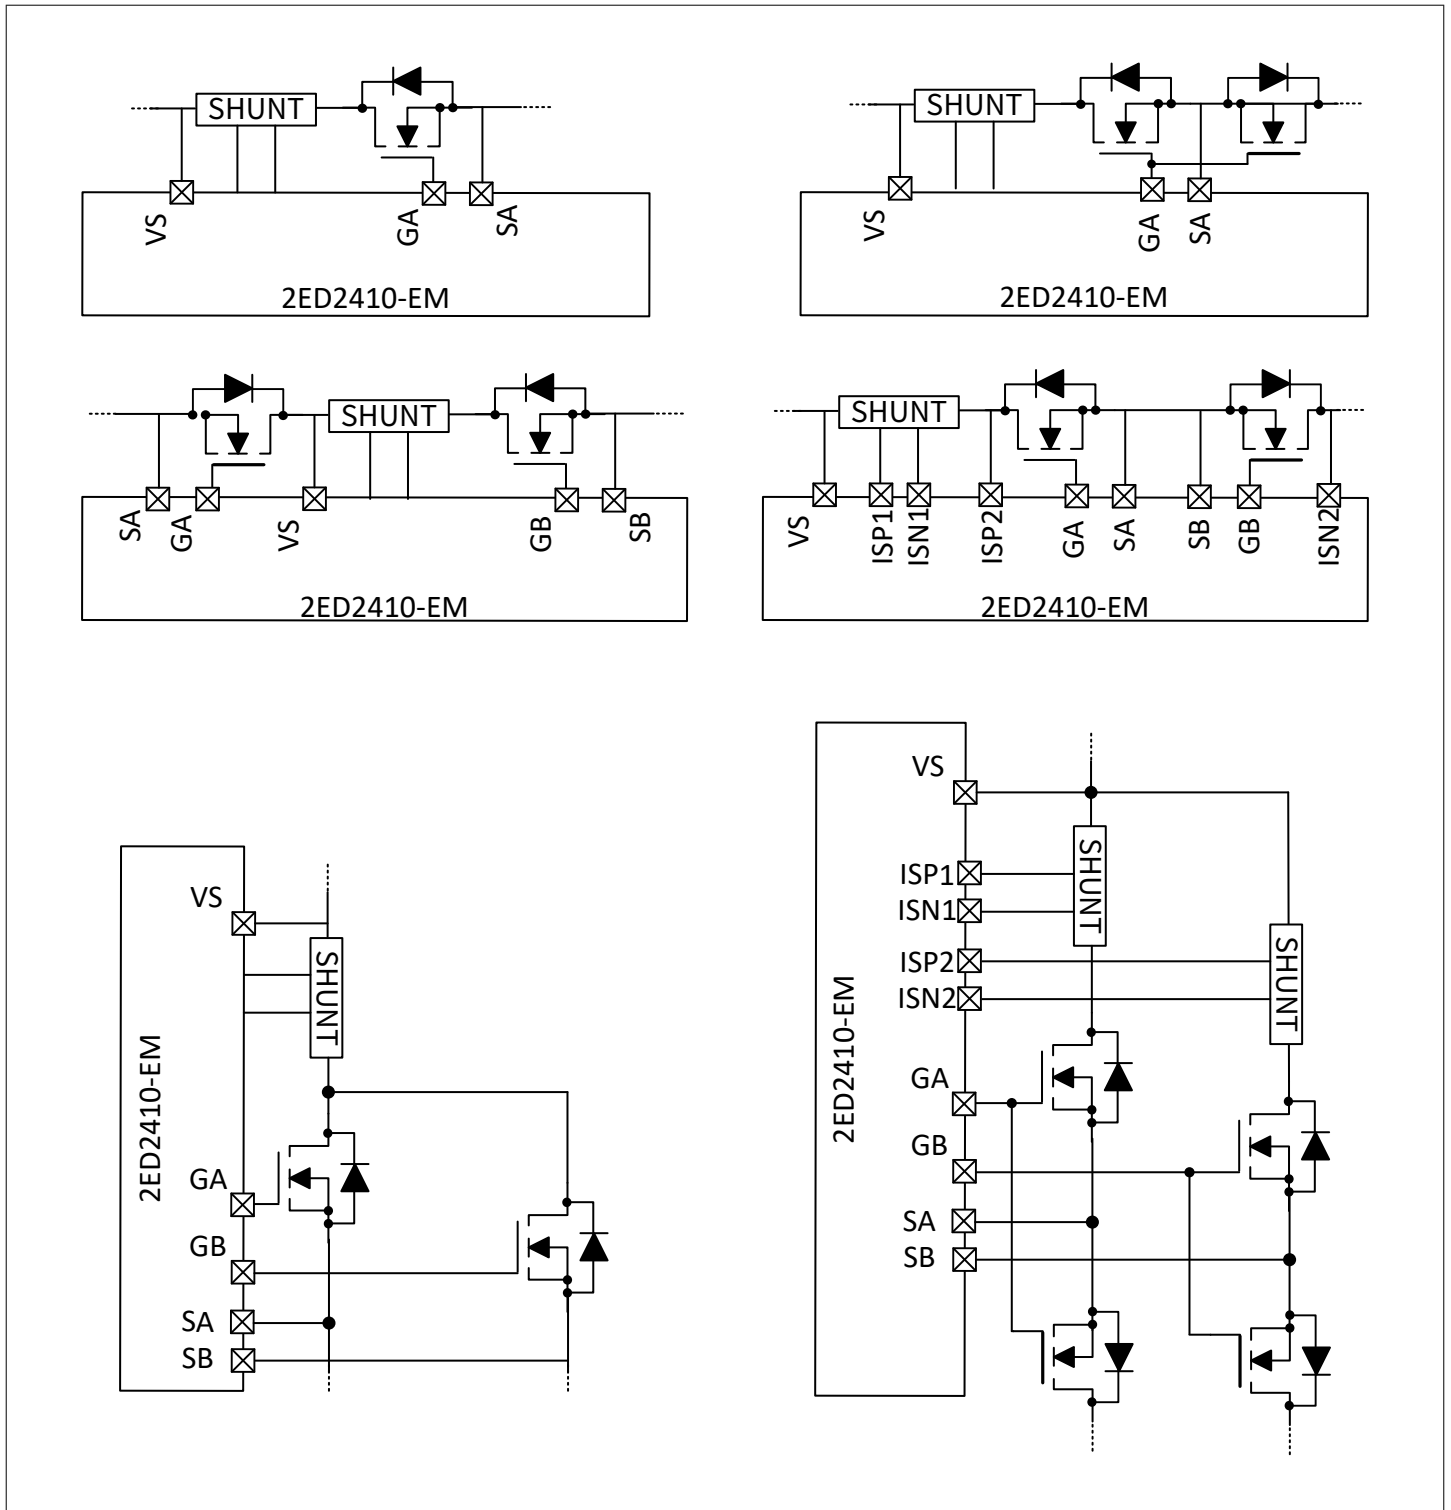 SHUNT
VS
GA
SA
2ED2410-EM
SHUNT
VS
GA
SA
2ED2410-EM
SHUNT
SA
GA
VS
GB
SB
2ED2410-EM
SHUNT
VS
ISP1
ISN1
ISP2
GA
SA
SB
GB
ISN2
2ED2410-EM
VS
SHUNT
2ED2410-EM
GA
GB
SA
SB
VS
SHUNT
ISP1
ISN1
ISP2
ISN2
SHUNT
2ED2410-EM
GA
GB
SA
SB